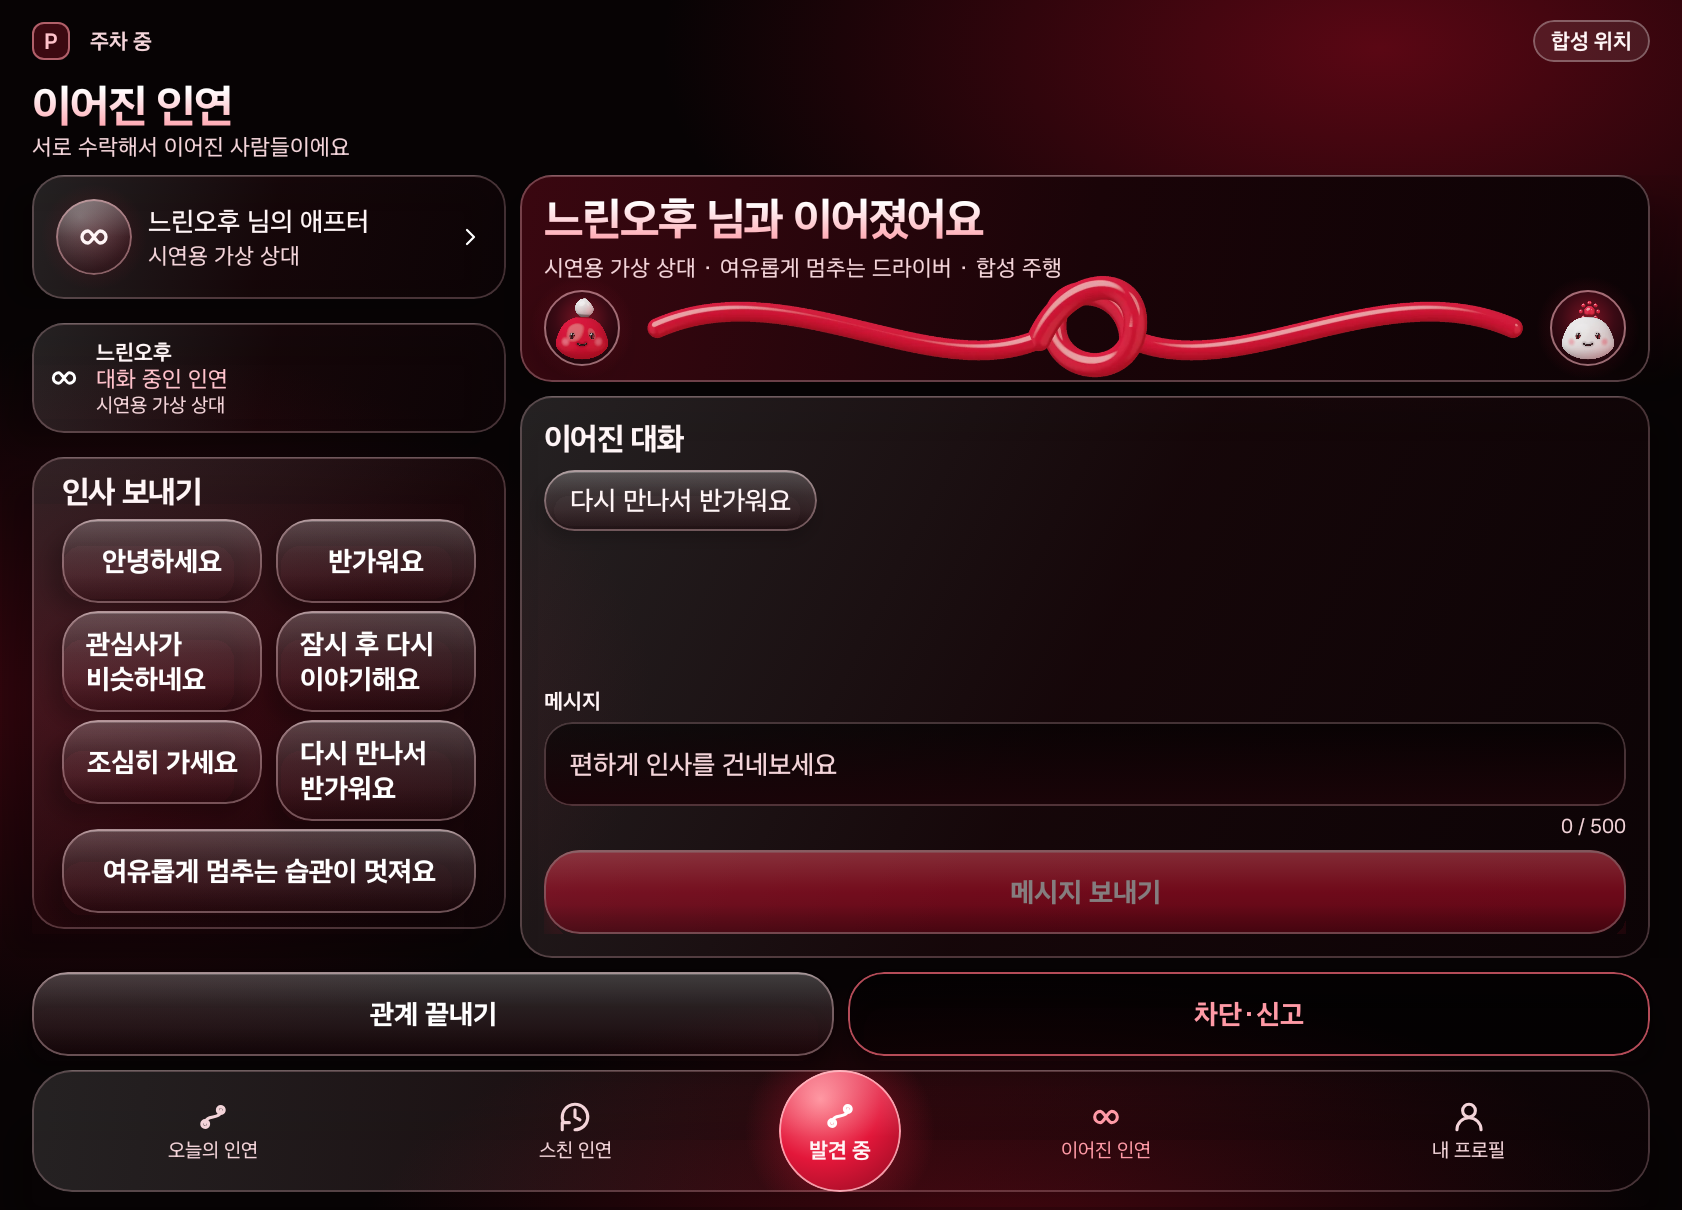 P 주차 중
합성 위치
이어진 인연
서로 수락해서 이어진 사람들이에요
느린오후 님의 애프터
시연용 가상 상대
느린오후
대화 중인 인연
시연용 가상 상대
인사 보내기
안녕하세요
반가워요
관심사가
비슷하네요
잠시 후 다시
이야기해요
조심히 가세요
다시 만나서
반가워요
여유롭게 멈추는 습관이 멋져요
느린오후 님과 이어졌어요
시연용 가상 상대 · 여유롭게 멈추는 드라이버 · 합성 주행
이어진 대화
다시 만나서 반가워요
메시지
편하게 인사를 건네보세요
0 / 500
메시지 보내기
관계 끝내기
차단·신고
오늘의 인연
스친 인연
발견 중
이어진 인연
내 프로필